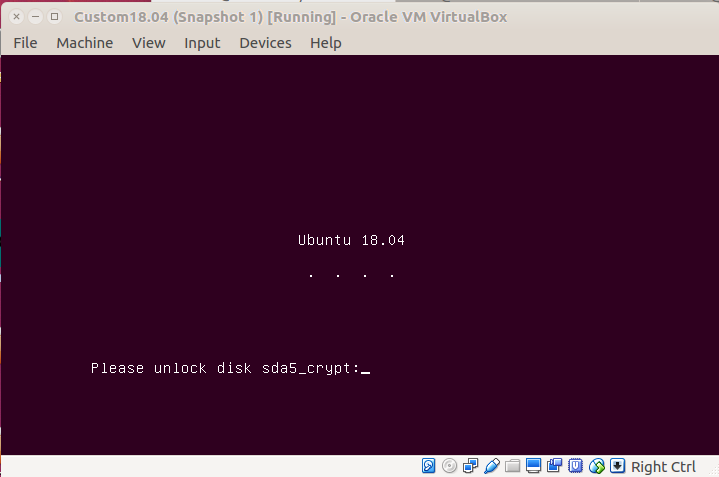 Custom18.04 (Snapshot 1) [Running] - Oracle VM VirtualBox
File Machine View Input Devices Help
Ubuntu 18.04
. . . .
Please unlock disk sda5_crypt:_
Right Ctrl